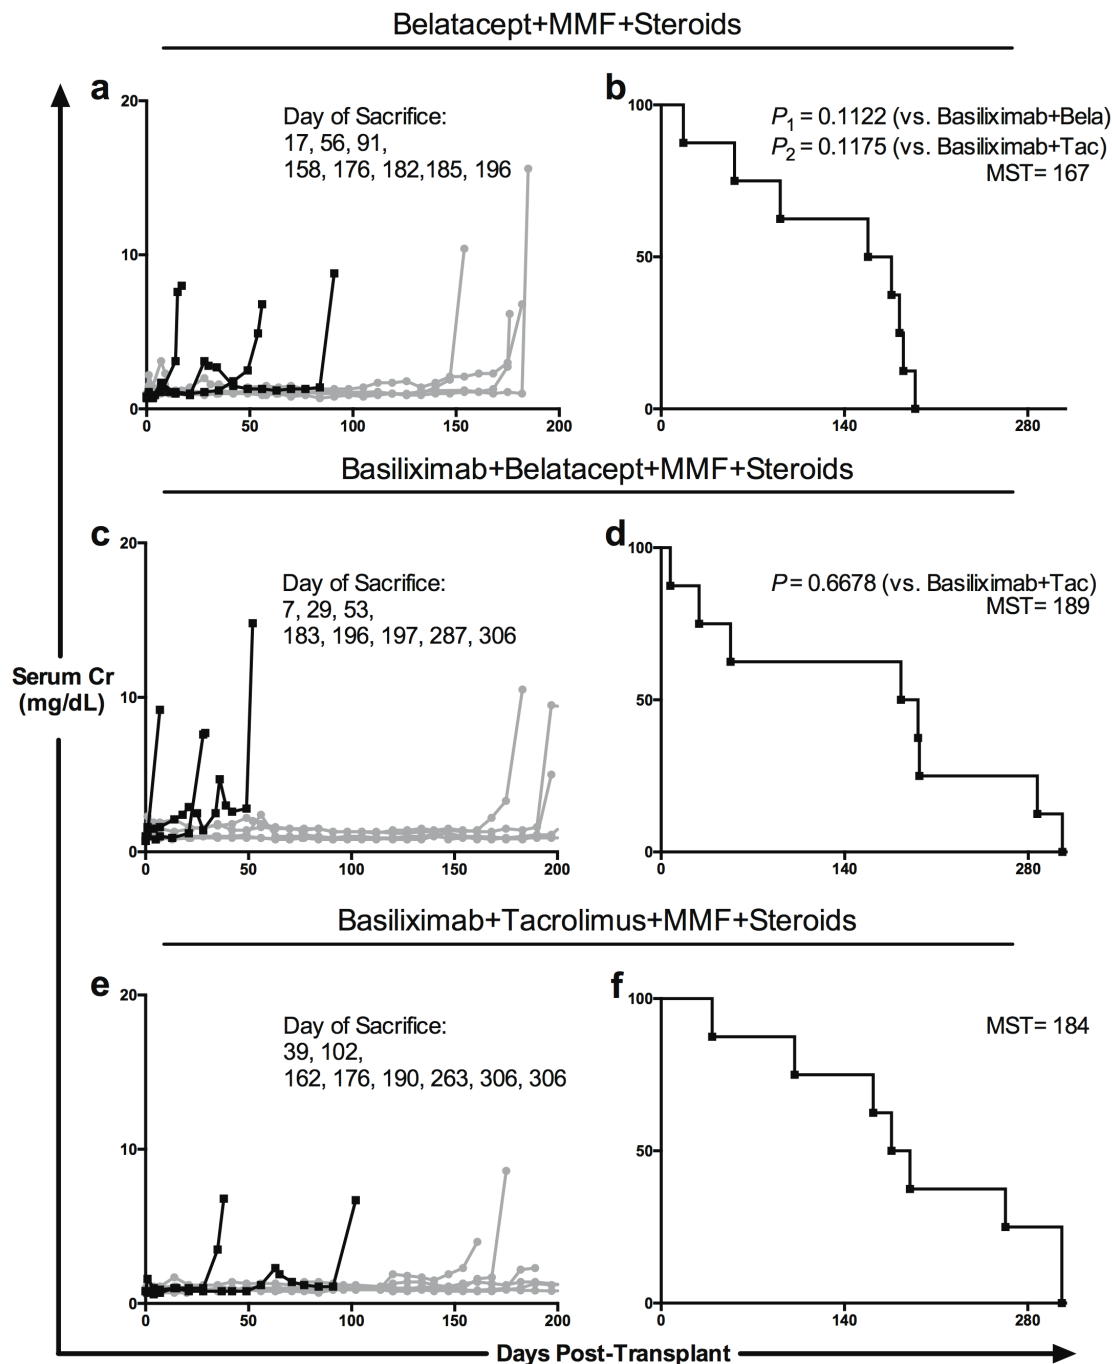 Belatacept+MMF+Steroids
a
20
10
0
0 50 100 150 200
Day of Sacrifice:
17, 56, 91,
158, 176, 182,185, 196
b
100
50
0
0 140 280
P1 = 0.1122 (vs. Basiliximab+Bela)
P2 = 0.1175 (vs. Basiliximab+Tac)
MST= 167
Basiliximab+Belatacept+MMF+Steroids
c
20
10
0
0 50 100 150 200
Day of Sacrifice:
7, 29, 53,
183, 196, 197, 287, 306
d
100
50
0
0 140 280
P= 0.6678 (vs. Basiliximab+Tac)
MST= 189
Serum Cr
(mg/dL)
Basiliximab+Tacrolimus+MMF+Steroids
e
20
10
0
0 50 100 150 200
Day of Sacrifice:
39, 102,
162, 176, 190, 263, 306, 306
f
100
50
0
0 140 280
MST= 184
Days Post-Transplant